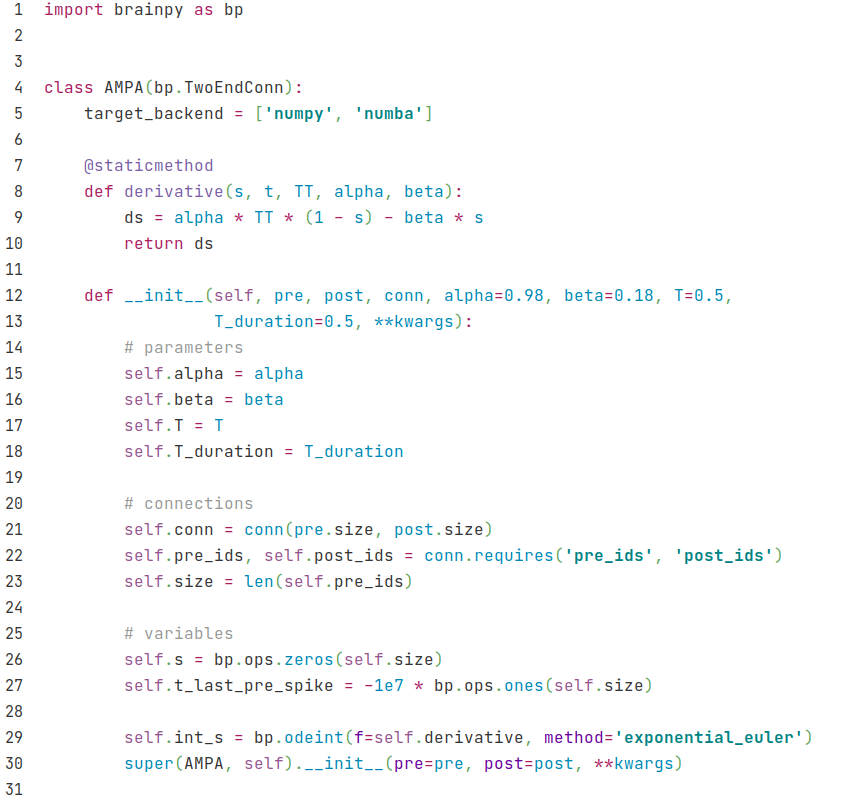 1 import brainpy as bp
2
3
4 class AMPA(bp.TwoEndConn):
5     target_backend = ['numpy', 'numba']
6
7     @staticmethod
8     def derivative(s, t, TT, alpha, beta):
9         ds = alpha * TT * (1 - s) - beta * s
10         return ds
11
12     def __init__(self, pre, post, conn, alpha=0.98, beta=0.18, T=0.5,
13                  T_duration=0.5, **kwargs):
14         # parameters
15         self.alpha = alpha
16         self.beta = beta
17         self.T = T
18         self.T_duration = T_duration
19
20         # connections
21         self.conn = conn(pre.size, post.size)
22         self.pre_ids, self.post_ids = conn.requires('pre_ids', 'post_ids')
23         self.size = len(self.pre_ids)
24
25         # variables
26         self.s = bp.ops.zeros(self.size)
27         self.t_last_pre_spike = -1e7 * bp.ops.ones(self.size)
28
29         self.int_s = bp.odeint(f=self.derivative, method='exponential_euler')
30         super(AMPA, self).__init__(pre=pre, post=post, **kwargs)
31